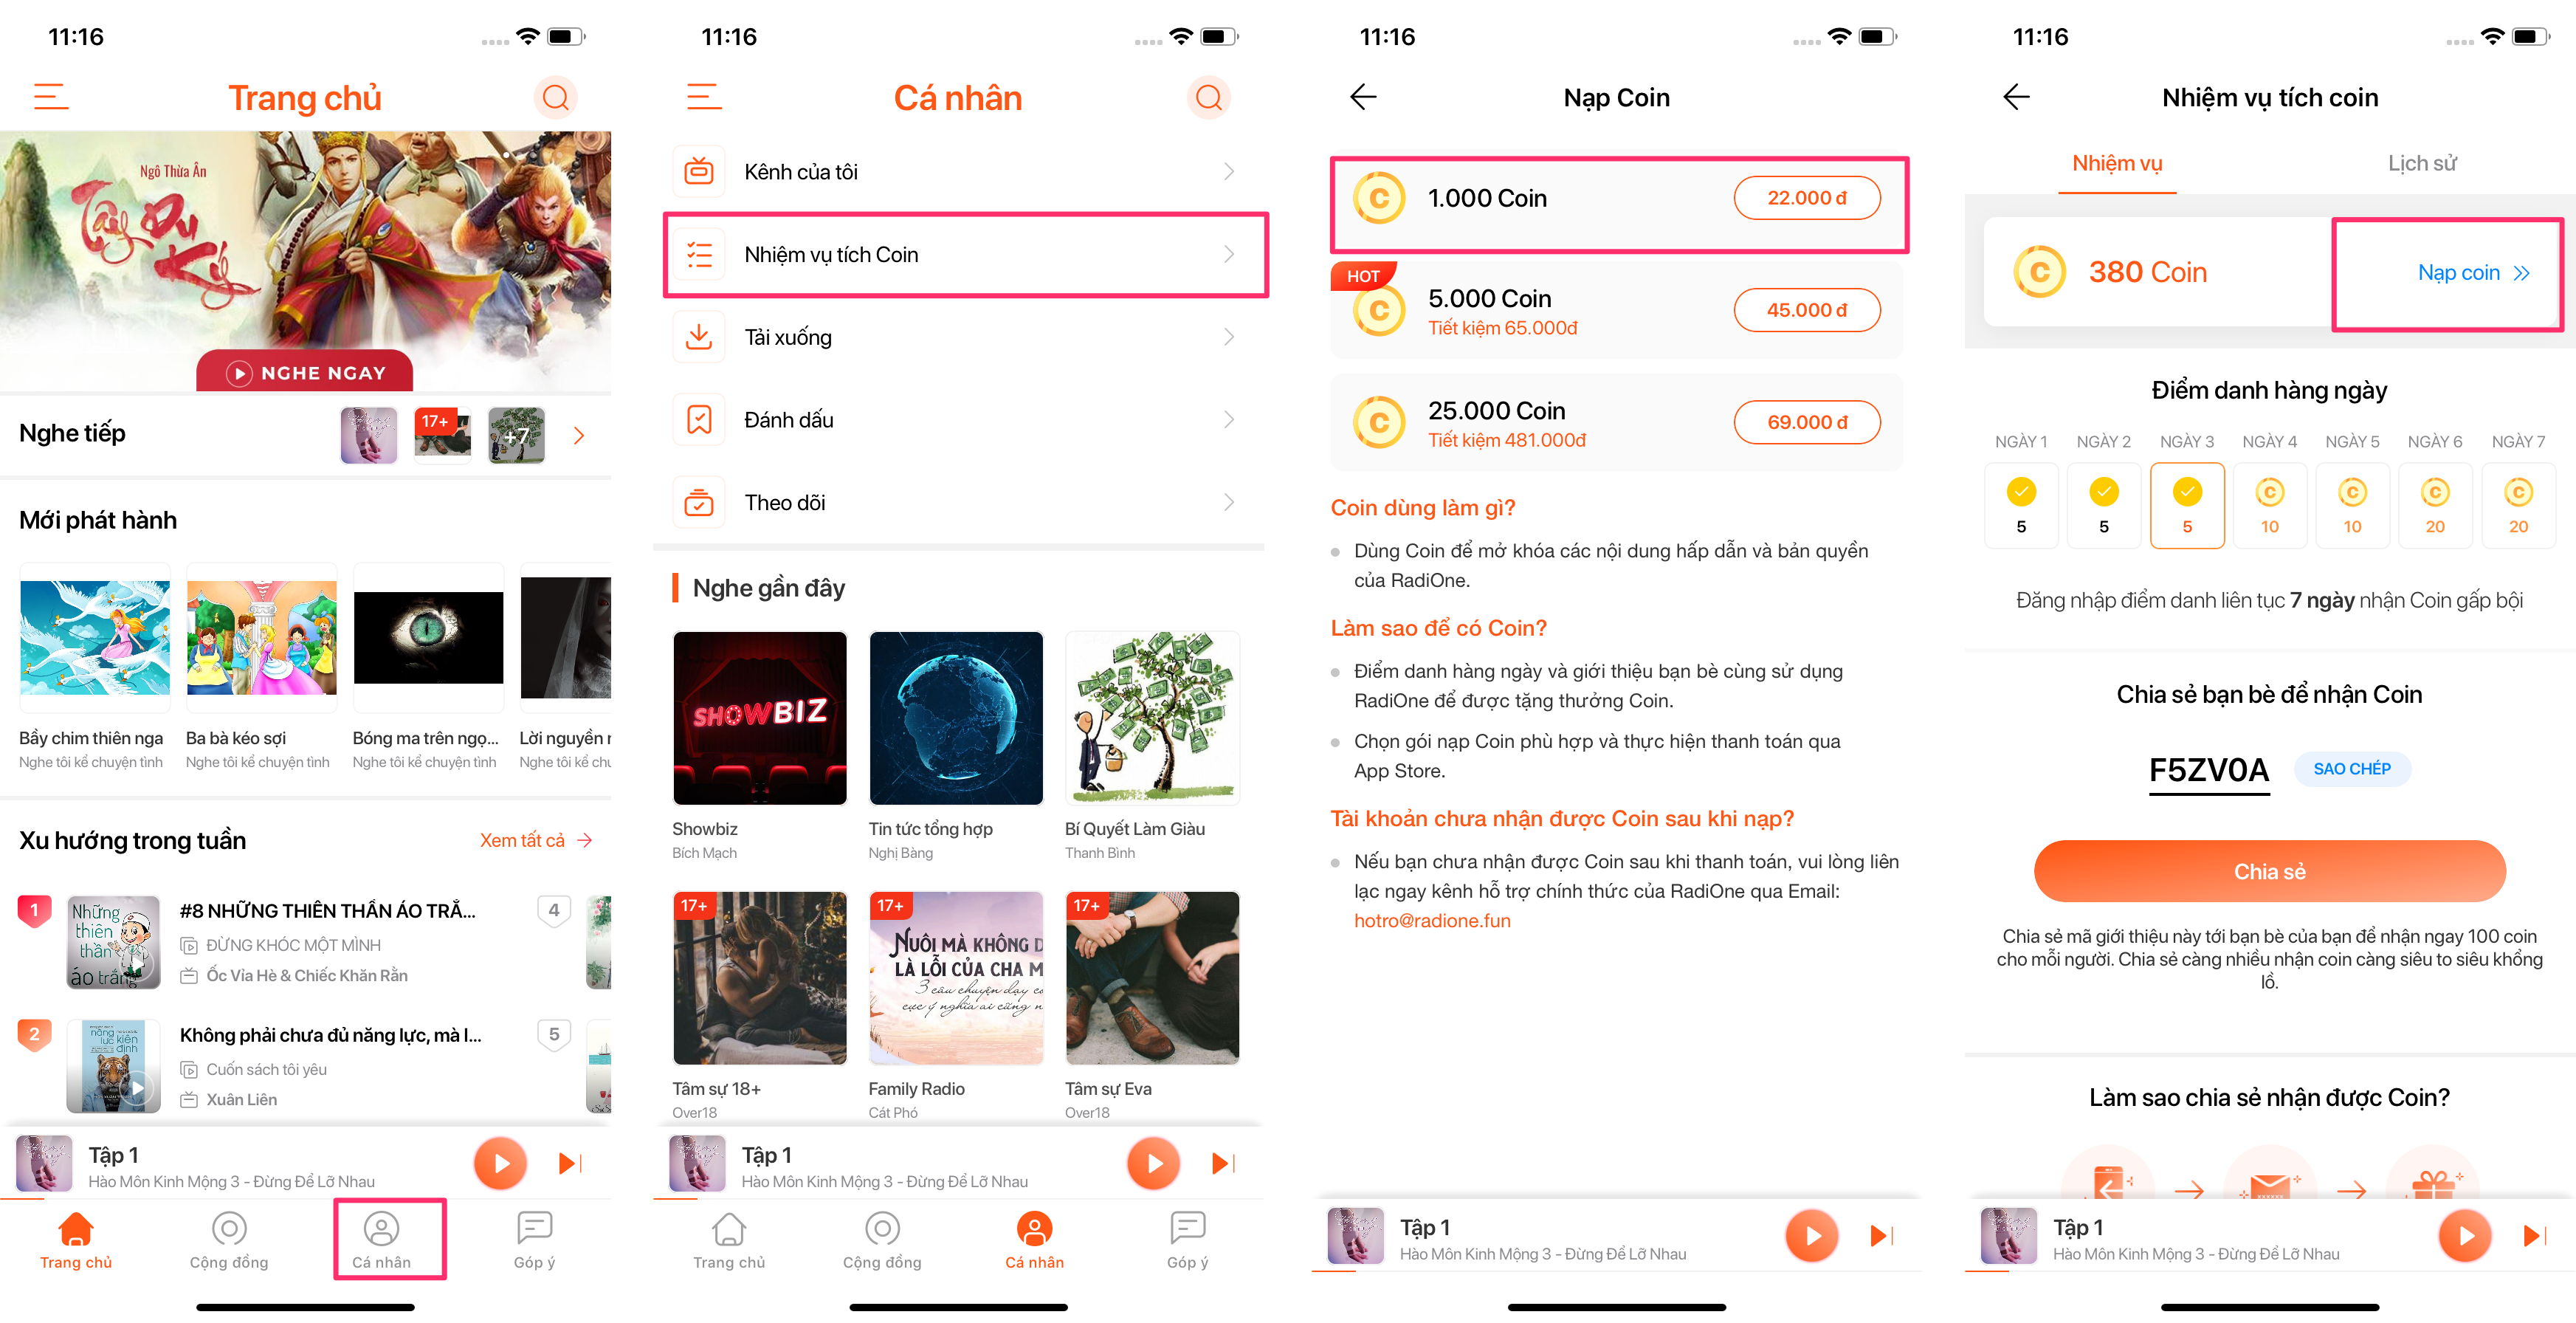 11:16
Trang chủ
Ngô Thừa Ân
Tây Du Ký
NGHE NGAY
Nghe tiếp
17+
+7
Mới phát hành
Bầy chim thiên nga
Nghe tôi kể chuyện tình
Ba bà kéo sợi
Nghe tôi kể chuyện tình
Bóng ma trên ngọ...
Nghe tôi kể chuyện tình
Lời nguyền
Nghe tôi kể
Xu hướng trong tuần
Xem tất cả
1
Những
thiên
thần
áo trắng
#8 NHỮNG THIÊN THẦN ÁO TRẮ...
ĐỪNG KHÓC MỘT MÌNH
Ốc Vỉa Hè & Chiếc Khăn Rằn
4
2
năng
lực kiên
định
Không phải chưa đủ năng lực, mà l...
Cuốn sách tôi yêu
Xuân Liên
5
Tập 1
Hào Môn Kinh Mộng 3 - Đừng Để Lỡ Nhau
Trang chủ
Cộng đồng
Cá nhân
Góp ý
11:16
Cá nhân
Kênh của tôi
Nhiệm vụ tích Coin
Tải xuống
Đánh dấu
Theo dõi
Nghe gần đây
SHOWBIZ
Showbiz
Bích Mạch
Tin tức tổng hợp
Nghị Bàng
Bí Quyết Làm Giàu
Thanh Bình
17+
Tâm sự 18+
Over18
17+
NUÔI MÀ KHÔNG D
LÀ LỖI CỦA CHA M
3 câu chuyện dạy co
cực ý nghĩa ai cũng n
Family Radio
Cát Phó
17+
Tâm sự Eva
Over18
Tập 1
Hào Môn Kinh Mộng 3 - Đừng Để Lỡ Nhau
Trang chủ
Cộng đồng
Cá nhân
Góp ý
11:16
Nạp Coin
C
1.000 Coin
22.000 đ
HOT
C
5.000 Coin
Tiết kiệm 65.000đ
45.000 đ
C
25.000 Coin
Tiết kiệm 481.000đ
69.000 đ
Coin dùng làm gì?
Dùng Coin để mở khóa các nội dung hấp dẫn và bản quyền
của RadiOne.
Làm sao để có Coin?
Điểm danh hàng ngày và giới thiệu bạn bè cùng sử dụng
RadiOne để được tặng thưởng Coin.
Chọn gói nạp Coin phù hợp và thực hiện thanh toán qua
App Store.
Tài khoản chưa nhận được Coin sau khi nạp?
Nếu bạn chưa nhận được Coin sau khi thanh toán, vui lòng liên
lạc ngay kênh hỗ trợ chính thức của RadiOne qua Email:
hotro@radione.fun
Tập 1
Hào Môn Kinh Mộng 3 - Đừng Để Lỡ Nhau
11:16
Nhiệm vụ tích coin
Nhiệm vụ
Lịch sử
C
380 Coin
Nạp coin
Điểm danh hàng ngày
NGÀY 1 NGÀY 2 NGÀY 3 NGÀY 4 NGÀY 5 NGÀY 6 NGÀY 7
C C C C
5 5 5 10 10 20 20
Đăng nhập điểm danh liên tục 7 ngày nhận Coin gấp bội
Chia sẻ bạn bè để nhận Coin
F5ZV0A
SAO CHÉP
Chia sẻ
Chia sẻ mã giới thiệu này tới bạn bè của bạn để nhận ngay 100 coin
cho mỗi người. Chia sẻ càng nhiều nhận coin càng siêu to siêu khổng
lồ.
Làm sao chia sẻ nhận được Coin?
Tập 1
Hào Môn Kinh Mộng 3 - Đừng Để Lỡ Nhau